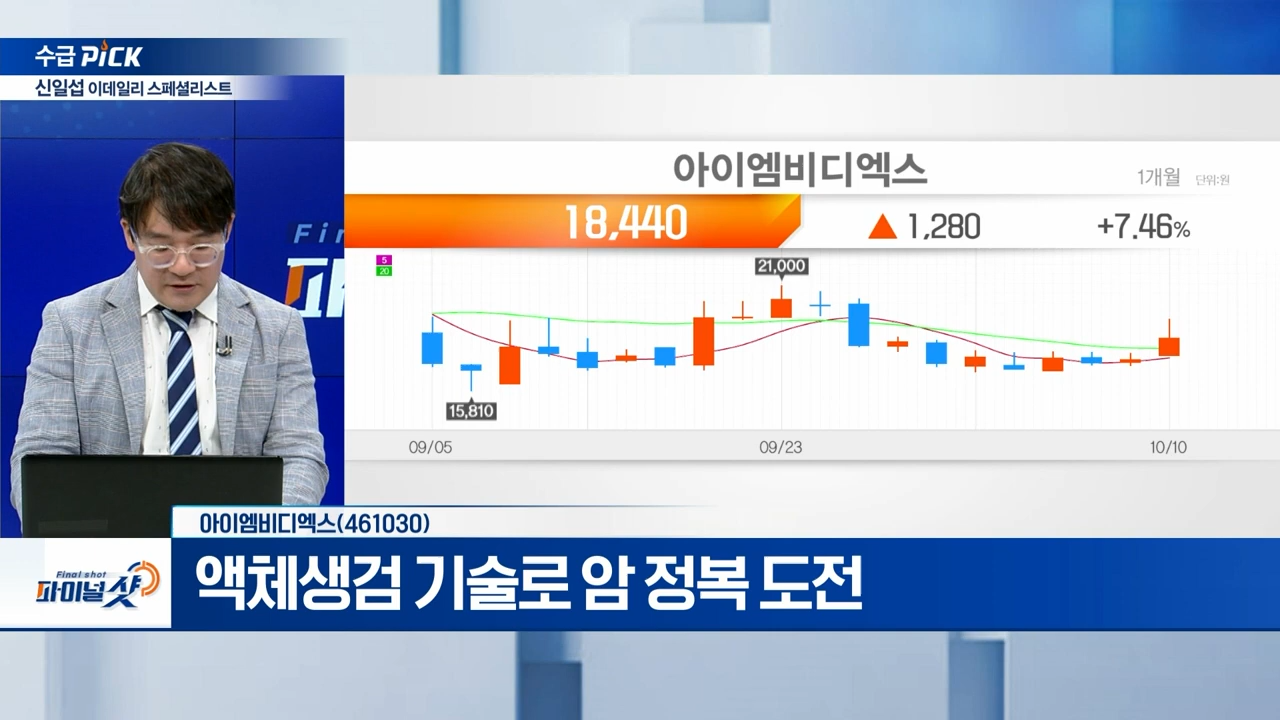 수급 PiCK
신일섭 이데일리 스페셜리스트
Fin
파
아이엠비디엑스
1개월 단위:원
18,440 ▲ 1,280 +7.46%
5
20
21,000
15,810
09/05 09/23 10/10
아이엠비디엑스(461030)
Final shot
파이널샷
액체생검 기술로 암 정복 도전